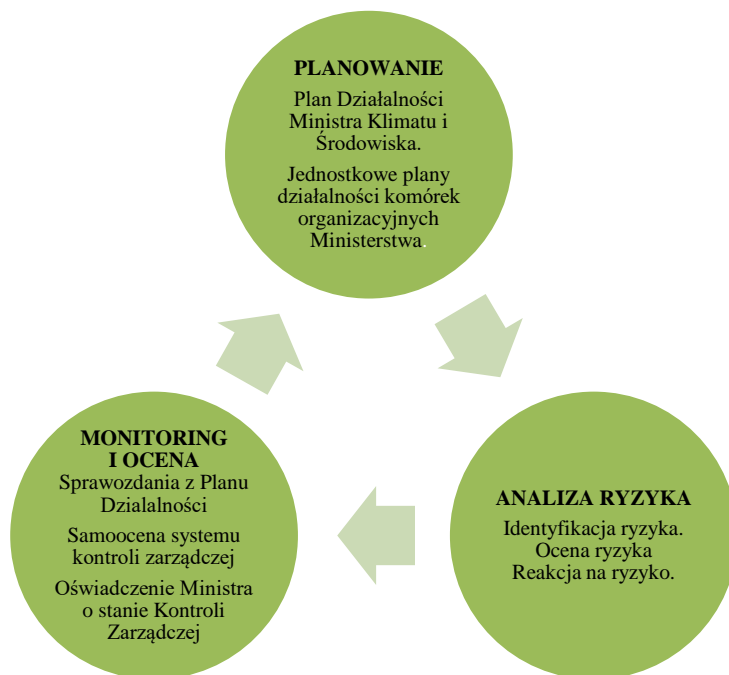 PLANOWANIE
Plan Działalności
Ministra Klimatu i
Środowiska.
Jednostkowe plany
działalności komórek
organizacyjnych
Ministerstwa.
ANALIZA RYZYKA
Identyfikacja ryzyka.
Ocena ryzyka
Reakcja na ryzyko.
MONITORING
I OCENA
Sprawozdania z Planu
Dzialalności
Samoocena systemu
kontroli zarządczej
Oświadczenie Ministra
o stanie Kontroli
Zarządczej